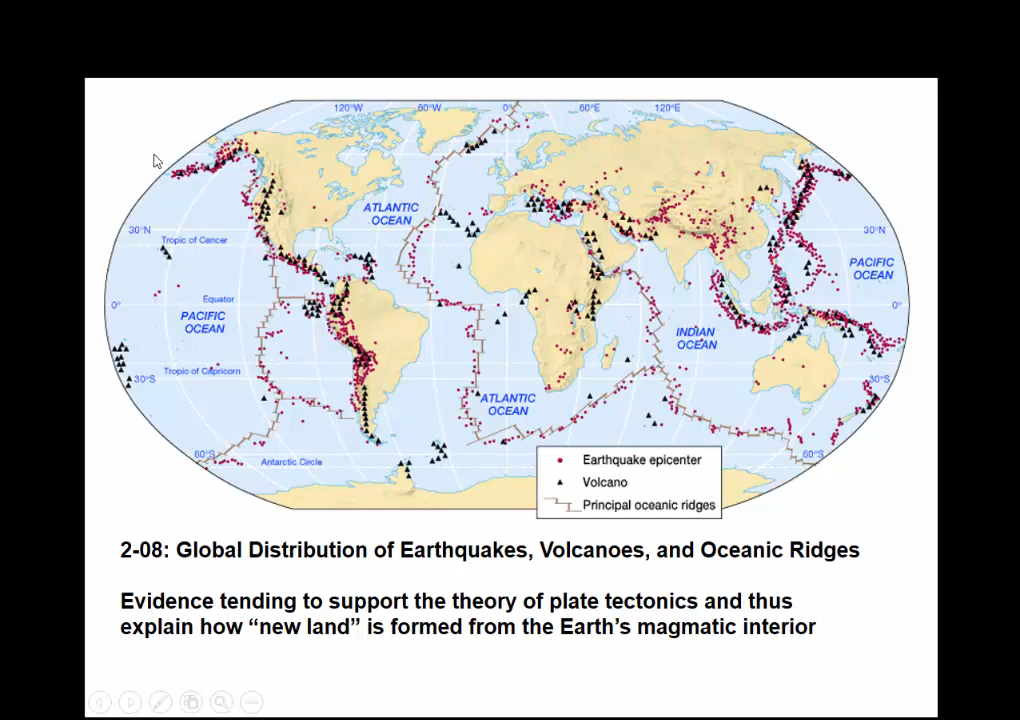 120°W 60°W 0° 60°E 120°E
ATLANTIC
OCEAN
30°N
Tropic of Cancer
30°N
PACIFIC
OCEAN
0°
Equator
0°
PACIFIC
OCEAN
INDIAN
OCEAN
Tropic of Capricorn
30°S
30°S
ATLANTIC
OCEAN
60°S
Antarctic Circle
60°S
Earthquake epicenter
Volcano
Principal oceanic ridges
2-08: Global Distribution of Earthquakes, Volcanoes, and Oceanic Ridges
Evidence tending to support the theory of plate tectonics and thus
explain how “new land” is formed from the Earth’s magmatic interior